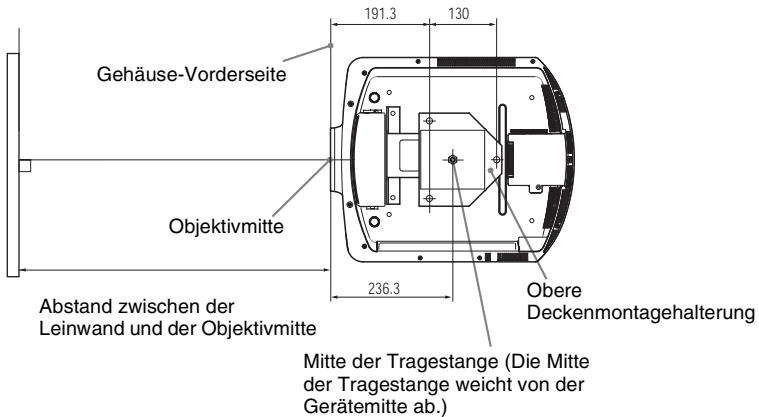 191.3
130
Gehäuse-Vorderseite
Objektivmitte
236.3
Abstand zwischen der
Leinwand und der Objektivmitte
Obere
Deckenmontagehalterung
Mitte der Tragestange (Die Mitte
der Tragestange weicht von der
Gerätemitte ab.)